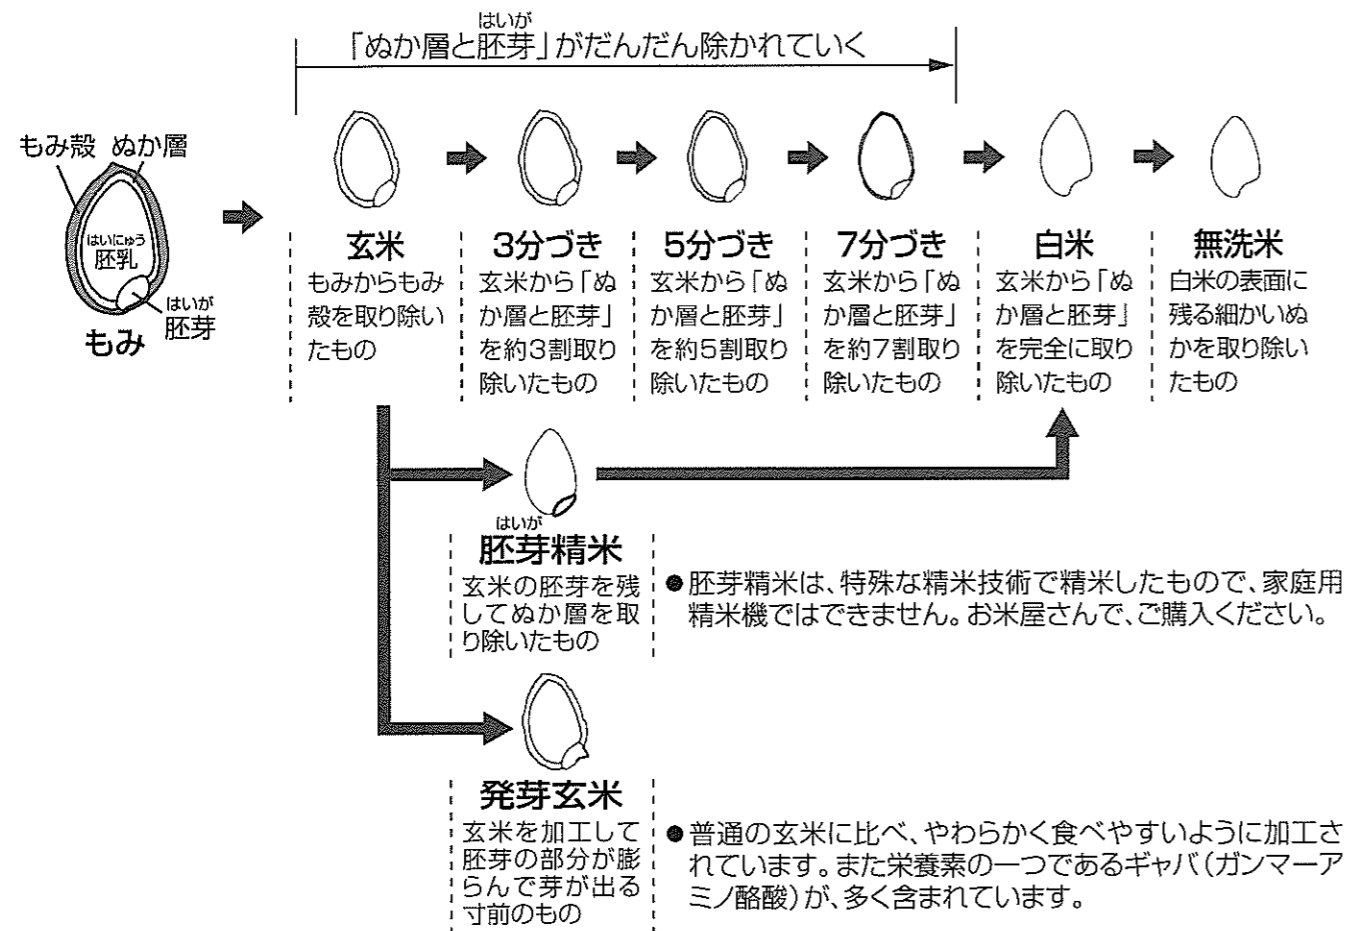 はいが
「ぬか層と胚芽」がだんだん除かれていく
もみ殻 ぬか層
はいにゅう
胚乳
はいが
胚芽
もみ
玄米
もみからもみ
殻を取り除い
たもの
3分づき
玄米から「ぬ
か層と胚芽」
を約3割取り
除いたもの
5分づき
玄米から「ぬ
か層と胚芽」
を約5割取り
除いたもの
7分づき
玄米から「ぬ
か層と胚芽」
を約7割取り
除いたもの
白米
玄米から「ぬ
か層と胚芽」
を完全に取り
除いたもの
無洗米
白米の表面に
残る細かいぬ
かを取り除い
たもの
はいが
胚芽精米
玄米の胚芽を残
してぬか層を取
り除いたもの
●胚芽精米は、特殊な精米技術で精米したもので、家庭用
精米機ではできません。お米屋さんで、ご購入ください。
発芽玄米
玄米を加工して
胚芽の部分が膨
らんで芽が出る
寸前のもの
●普通の玄米に比べ、やわらかく食べやすいように加工さ
れています。また栄養素の一つであるギャバ(ガンマーア
ミノ酪酸)が、多く含まれています。